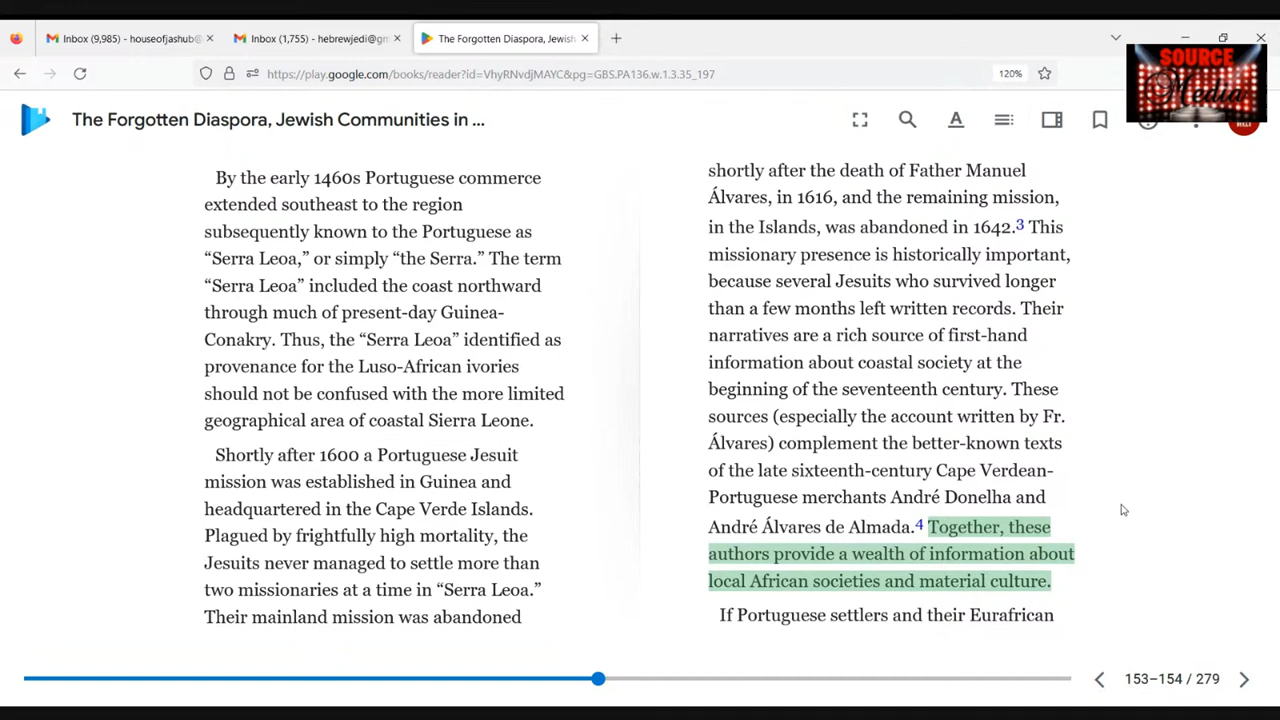 Inbox (9,985) - houseofjashub@
Inbox (1,755) - hebrewjedi@gm
The Forgotten Diaspora, Jewish
https://play.google.com/books/reader?id=VhyRNvdjMAYC&pg=GBS.PA136.w.1.3.35_197
120%
SOURCE
Media
The Forgotten Diaspora, Jewish Communities in ...
By the early 1460s Portuguese commerce
extended southeast to the region
subsequently known to the Portuguese as
“Serra Leoa,” or simply “the Serra.” The term
“Serra Leoa” included the coast northward
through much of present-day Guinea-
Conakry. Thus, the “Serra Leoa” identified as
provenance for the Luso-African ivories
should not be confused with the more limited
geographical area of coastal Sierra Leone.
Shortly after 1600 a Portuguese Jesuit
mission was established in Guinea and
headquartered in the Cape Verde Islands.
Plagued by frightfully high mortality, the
Jesuits never managed to settle more than
two missionaries at a time in “Serra Leoa.”
Their mainland mission was abandoned
shortly after the death of Father Manuel
Álvares, in 1616, and the remaining mission,
in the Islands, was abandoned in 1642.3 This
missionary presence is historically important,
because several Jesuits who survived longer
than a few months left written records. Their
narratives are a rich source of first-hand
information about coastal society at the
beginning of the seventeenth century. These
sources (especially the account written by Fr.
Álvares) complement the better-known texts
of the late sixteenth-century Cape Verdean-
Portuguese merchants André Donelha and
André Álvares de Almada.4 Together, these
authors provide a wealth of information about
local African societies and material culture.
If Portuguese settlers and their Eurafrican
153–154 / 279